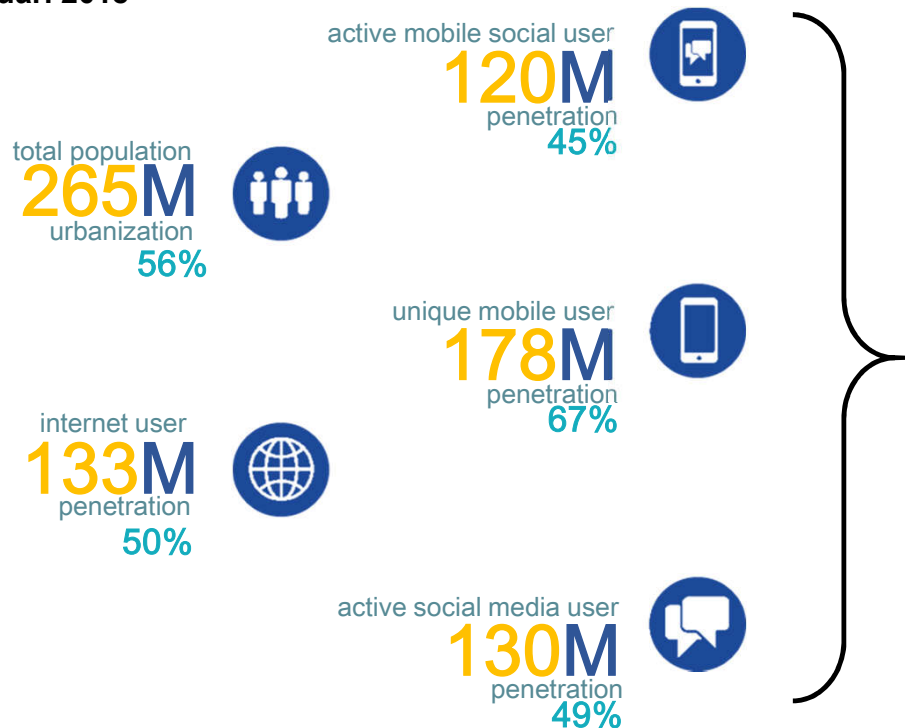 active mobile social user
120M
penetration
45%
total population
265M
urbanization
56%
unique mobile user
178M
penetration
67%
internet user
133M
penetration
50%
active social media user
130M
penetration
49%